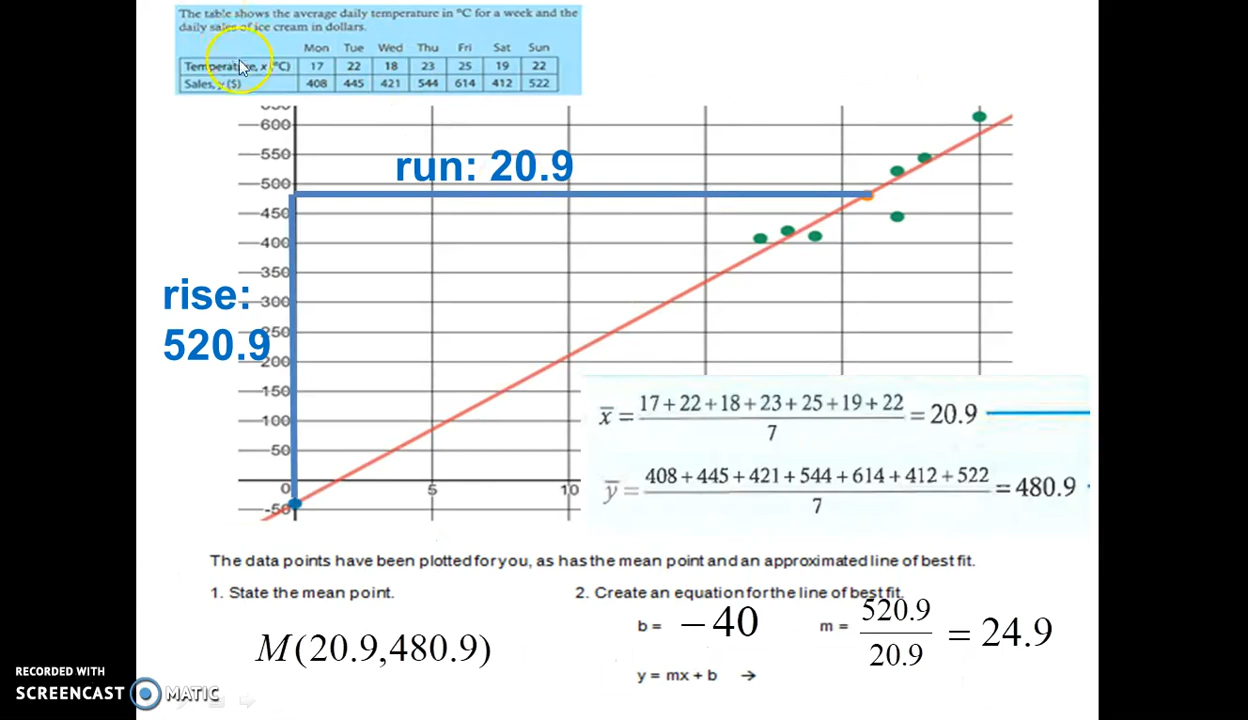 The table shows the average daily temperature in °C for a week and the
daily sales of ice cream in dollars.
Mon Tue Wed Thu Fri Sat Sun
Temperature, x (°C) 17 22 18 23 25 19 22
Sales, y ($) 408 445 421 544 614 412 522
600
550
run: 20.9
500
450
400
350
rise:
300
520.9
250
200
150
100
50
0 5 10
-50
x̄ = (17+22+18+23+25+19+22)/7 = 20.9
ȳ = (408+445+421+544+614+412+522)/7 = 480.9
The data points have been plotted for you, as has the mean point and an approximated line of best fit.
1. State the mean point.
M(20.9,480.9)
2. Create an equation for the line of best fit.
b = −40 m = 520.9/20.9 = 24.9
y = mx + b →
RECORDED WITH
SCREENCAST MATIC